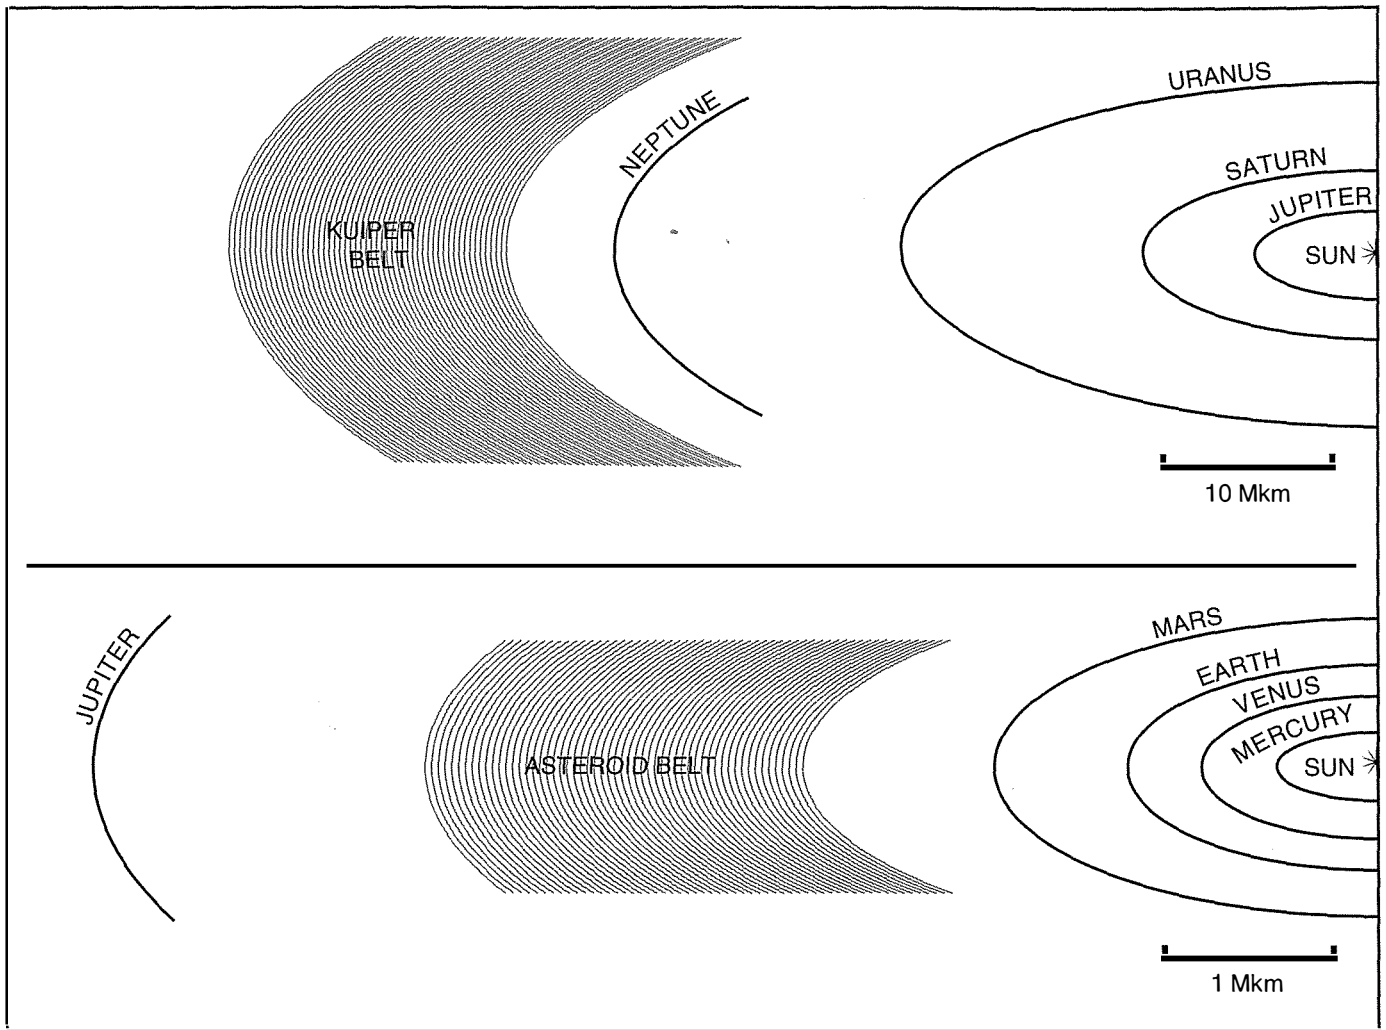 URANUS
NEPTUNE
SATURN
JUPITER
KUIPER
BELT
SUN
10 Mkm
MARS
JUPITER
EARTH
VENUS
MERCURY
ASTEROID BELT
SUN
1 Mkm